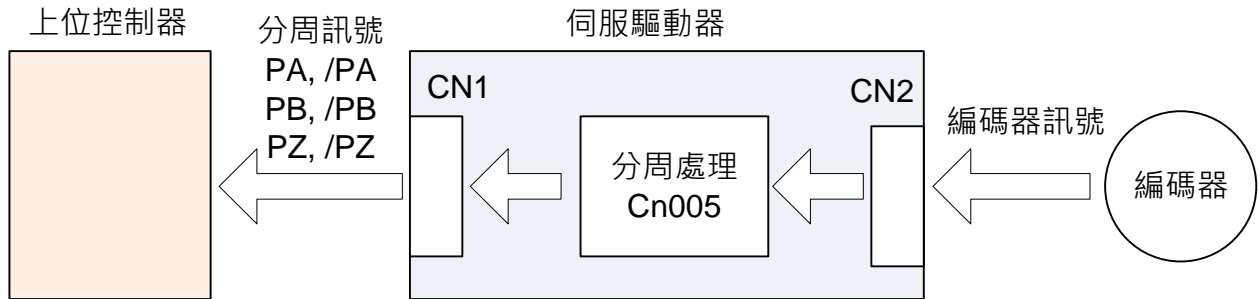 上位控制器
分周訊號
PA, /PA
PB, /PB
PZ, /PZ
伺服驅動器
CN1
分周處理
Cn005
CN2
編碼器訊號
編碼器